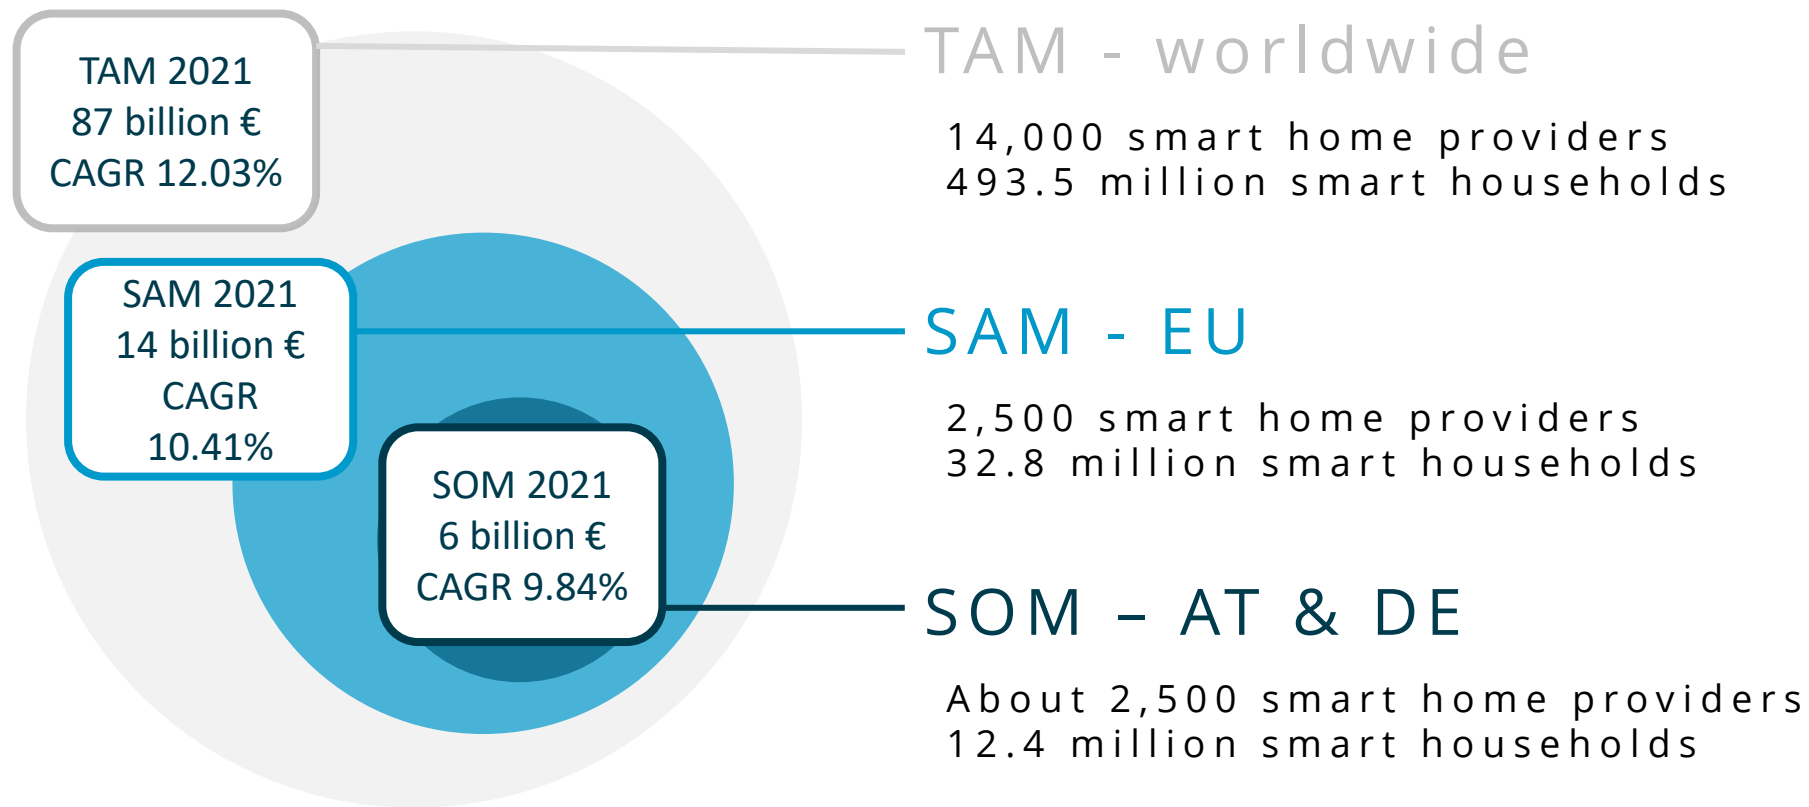 TAM 2021
87 billion €
CAGR 12.03%
TAM - worldwide
14,000 smart home providers
493.5 million smart households
SAM 2021
14 billion €
CAGR
10.41%
SAM - EU
2,500 smart home providers
32.8 million smart households
SOM 2021
6 billion €
CAGR 9.84%
SOM – AT & DE
About 2,500 smart home providers
12.4 million smart households